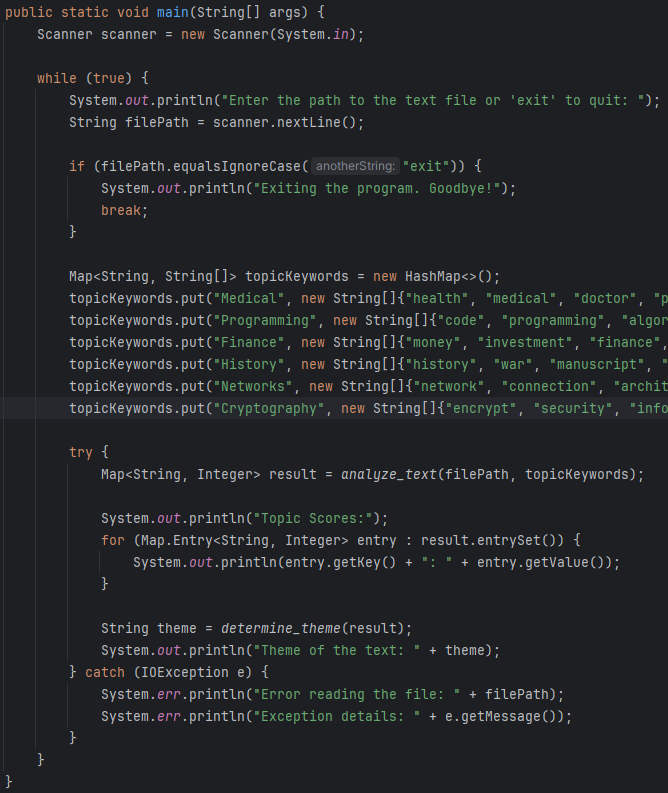 public static void main(String[] args) {
    Scanner scanner = new Scanner(System.in);
    while (true) {
        System.out.println("Enter the path to the text file or 'exit' to quit: ");
        String filePath = scanner.nextLine();
        if (filePath.equalsIgnoreCase( anotherString: "exit")) {
            System.out.println("Exiting the program. Goodbye!");
            break;
        }
        Map<String, String[]> topicKeywords = new HashMap<>();
        topicKeywords.put("Medical", new String[]{"health", "medical", "doctor", "p
        topicKeywords.put("Programming", new String[]{"code", "programming", "algor
        topicKeywords.put("Finance", new String[]{"money", "investment", "finance",
        topicKeywords.put("History", new String[]{"history", "war", "manuscript", "
        topicKeywords.put("Networks", new String[]{"network", "connection", "archit
        topicKeywords.put("Cryptography", new String[]{"encrypt", "security", "info
        try {
            Map<String, Integer> result = analyze_text(filePath, topicKeywords);
            System.out.println("Topic Scores:");
            for (Map.Entry<String, Integer> entry : result.entrySet()) {
                System.out.println(entry.getKey() + ": " + entry.getValue());
            }
            String theme = determine_theme(result);
            System.out.println("Theme of the text: " + theme);
        } catch (IOException e) {
            System.err.println("Error reading the file: " + filePath);
            System.err.println("Exception details: " + e.getMessage());
        }
    }
}